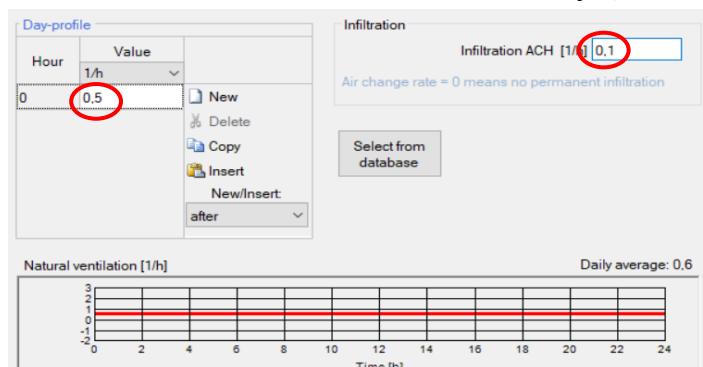 Day-profile
Hour
Value
1/h
0
0,5
New
Delete
Copy
Insert
New/Insert:
after
Infiltration
Infiltration ACH [1/h] 0,1
Air change rate = 0 means no permanent infiltration
Select from
database
Natural ventilation [1/h]
Daily average: 0,6
3
2
1
0
-1
-2
0 2 4 6 8 10 12 14 16 18 20 22 24
Time [h]